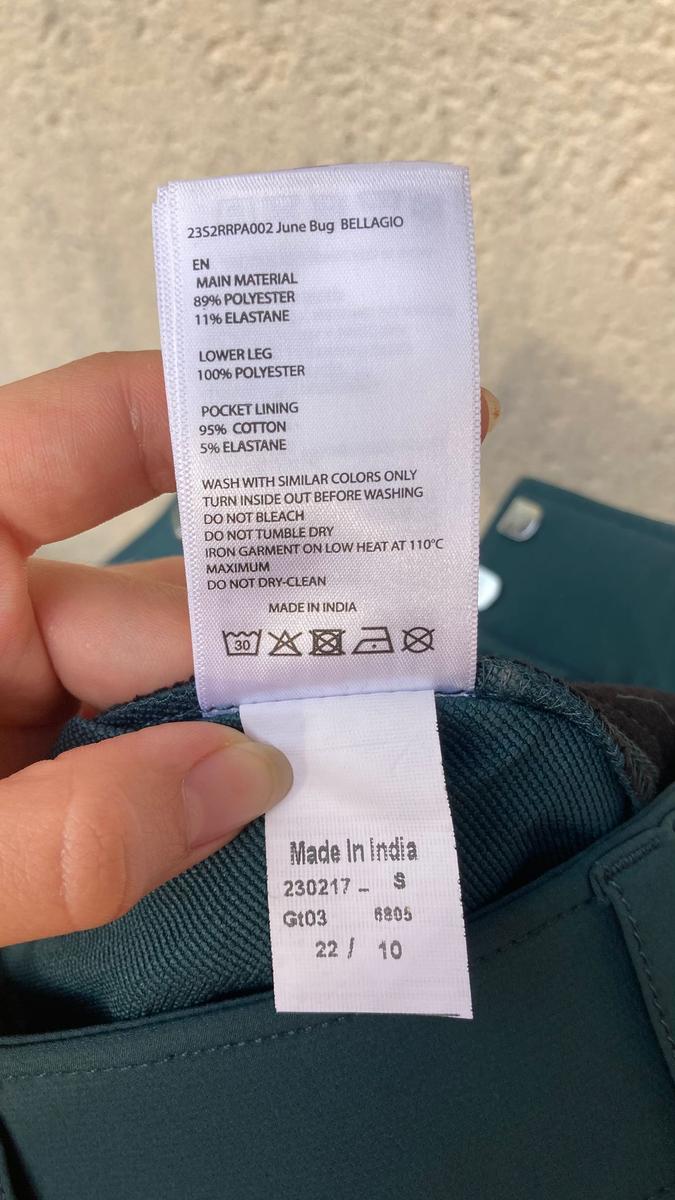 23S2RRPA002 June Bug BELLAGIO
EN
MAIN MATERIAL
89% POLYESTER
11% ELASTANE
LOWER LEG
100% POLYESTER
POCKET LINING
95% COTTON
5% ELASTANE
WASH WITH SIMILAR COLORS ONLY
TURN INSIDE OUT BEFORE WASHING
DO NOT BLEACH
DO NOT TUMBLE DRY
IRON GARMENT ON LOW HEAT AT 110°C
MAXIMUM
DO NOT DRY-CLEAN
MADE IN INDIA
30
Made In India
230217 - S
Gt03 6805
22 / 10